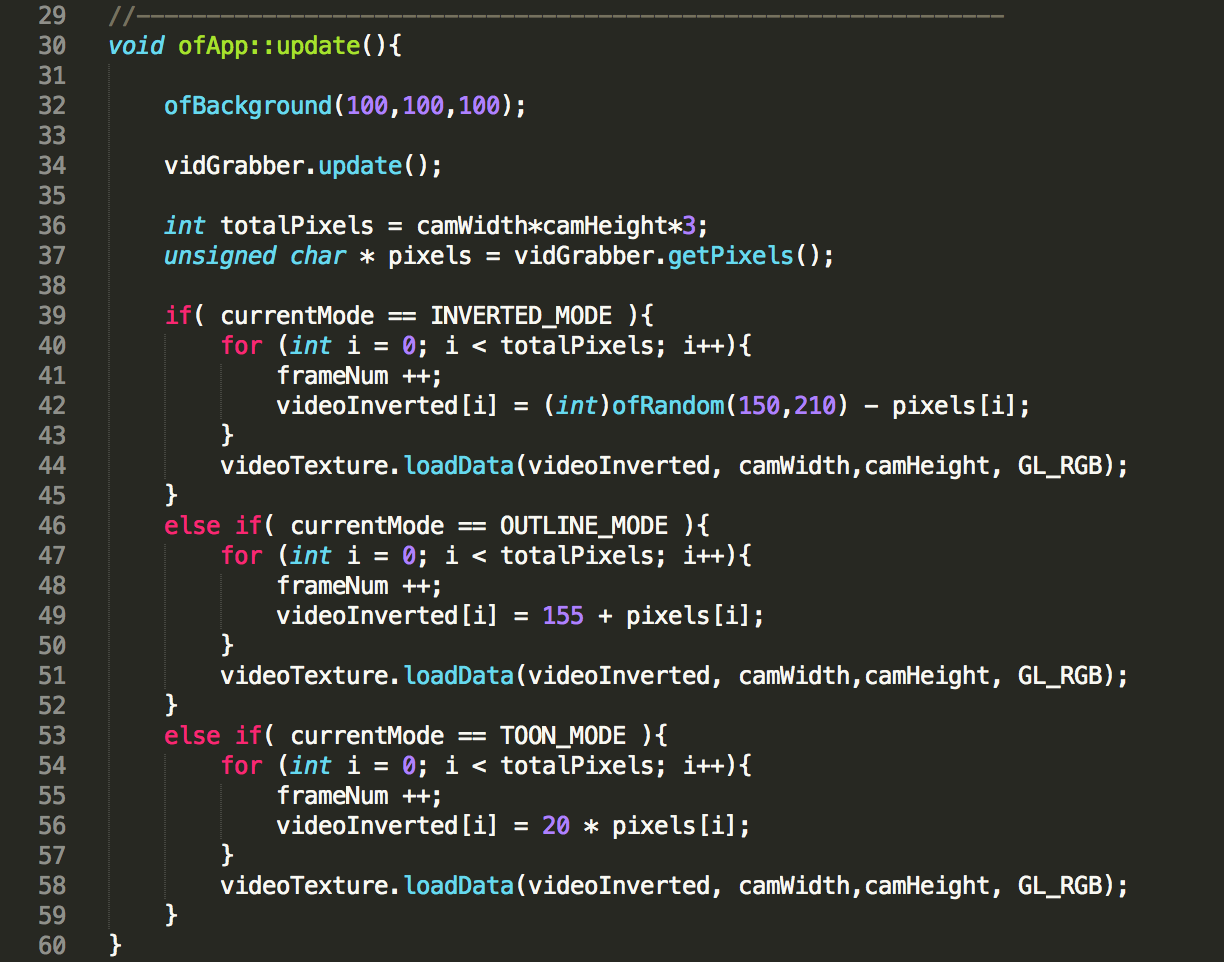 29 //--------------------------------------------------------------
30 void ofApp::update(){
31
32     ofBackground(100,100,100);
33
34     vidGrabber.update();
35
36     int totalPixels = camWidth*camHeight*3;
37     unsigned char * pixels = vidGrabber.getPixels();
38
39     if( currentMode == INVERTED_MODE ){
40         for (int i = 0; i < totalPixels; i++){
41             frameNum ++;
42             videoInverted[i] = (int)ofRandom(150,210) - pixels[i];
43         }
44         videoTexture.loadData(videoInverted, camWidth,camHeight, GL_RGB);
45     }
46     else if( currentMode == OUTLINE_MODE ){
47         for (int i = 0; i < totalPixels; i++){
48             frameNum ++;
49             videoInverted[i] = 155 + pixels[i];
50         }
51         videoTexture.loadData(videoInverted, camWidth,camHeight, GL_RGB);
52     }
53     else if( currentMode == TOON_MODE ){
54         for (int i = 0; i < totalPixels; i++){
55             frameNum ++;
56             videoInverted[i] = 20 * pixels[i];
57         }
58         videoTexture.loadData(videoInverted, camWidth,camHeight, GL_RGB);
59     }
60 }